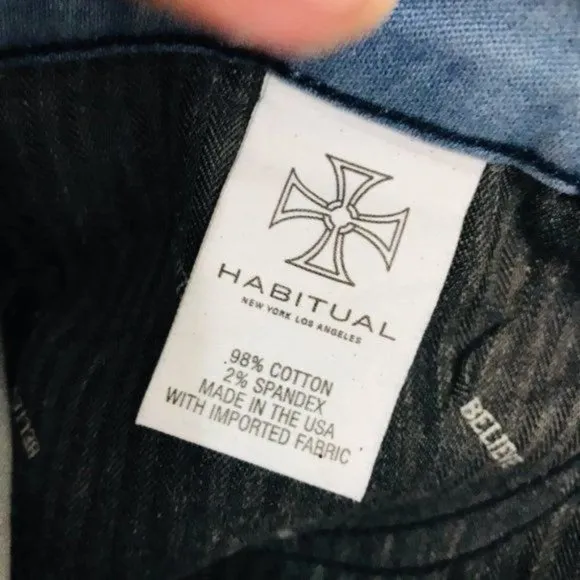 HABITUAL
NEW YORK LOS ANGELES
.98% COTTON
2% SPANDEX
MADE IN THE USA
WITH IMPORTED FABRIC